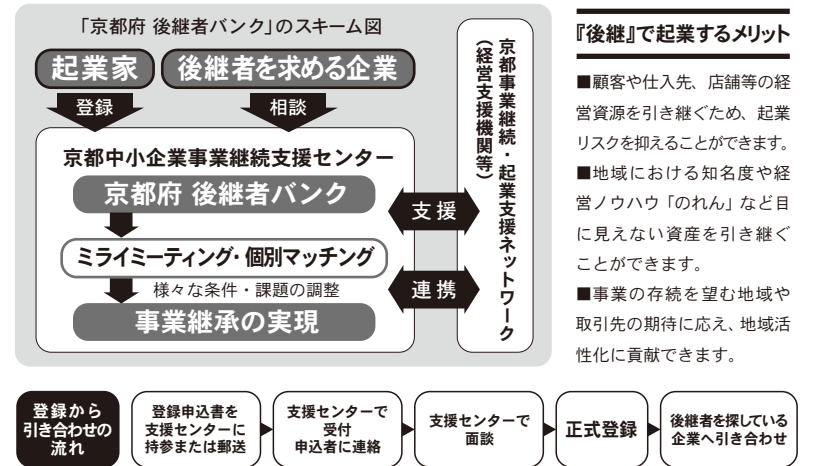 「京都府 後継者バンク」のスキーム図
起業家
後継者を求める企業
登録
相談
京都中小企業事業継続支援センター
京都府 後継者バンク
ミライミーティング・個別マッチング
様々な条件・課題の調整
事業継承の実現
支援
連携
京都事業継続・起業支援ネットワーク
（経営支援機関等）
『後継』で起業するメリット
■顧客や仕入先、店舗等の経
営資源を引き継ぐため、起業
リスクを抑えることができます。
■地域における知名度や経
営ノウハウ「のれん」など目
に見えない資産を引き継ぐ
ことができます。
■事業の存続を望む地域や
取引先の期待に応え、地域活
性化に貢献できます。
登録から
引き合わせの
流れ
登録申込書を
支援センターに
持参または郵送
支援センターで
受付
申込者に連絡
支援センターで
面談
正式登録
後継者を探している
企業へ引き合わせ